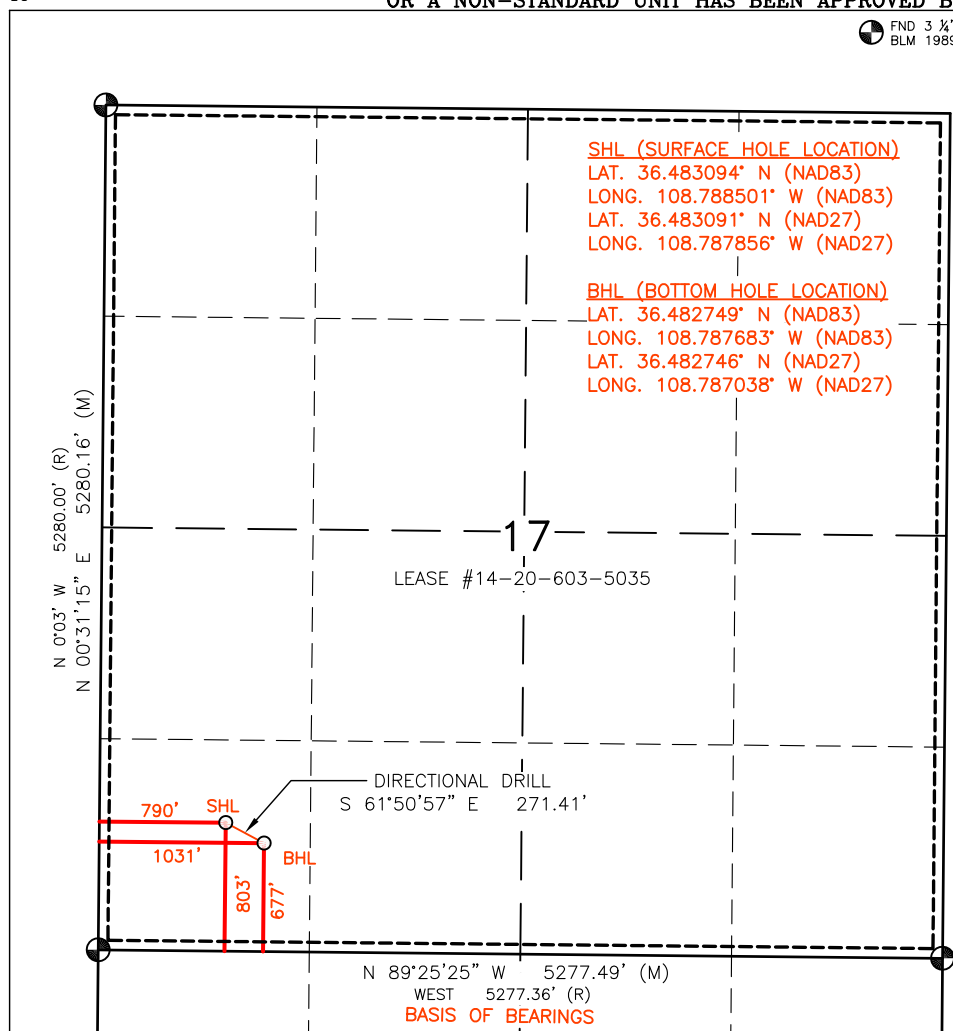 OR A NON-STANDARD UNIT HAS BEEN APPROVED B
FND 3 ¼"
BLM 1989
SHL (SURFACE HOLE LOCATION)
LAT. 36.483094° N (NAD83)
LONG. 108.788501° W (NAD83)
LAT. 36.483091° N (NAD27)
LONG. 108.787856° W (NAD27)
BHL (BOTTOM HOLE LOCATION)
LAT. 36.482749° N (NAD83)
LONG. 108.787683° W (NAD83)
LAT. 36.482746° N (NAD27)
LONG. 108.787038° W (NAD27)
N 0°03' W 5280.00' (R)
N 00°31'15" E 5280.16' (M)
17
LEASE #14-20-603-5035
DIRECTIONAL DRILL
S 61°50'57" E 271.41'
790'
SHL
1031'
BHL
803'
677'
N 89°25'25" W 5277.49' (M)
WEST 5277.36' (R)
BASIS OF BEARINGS